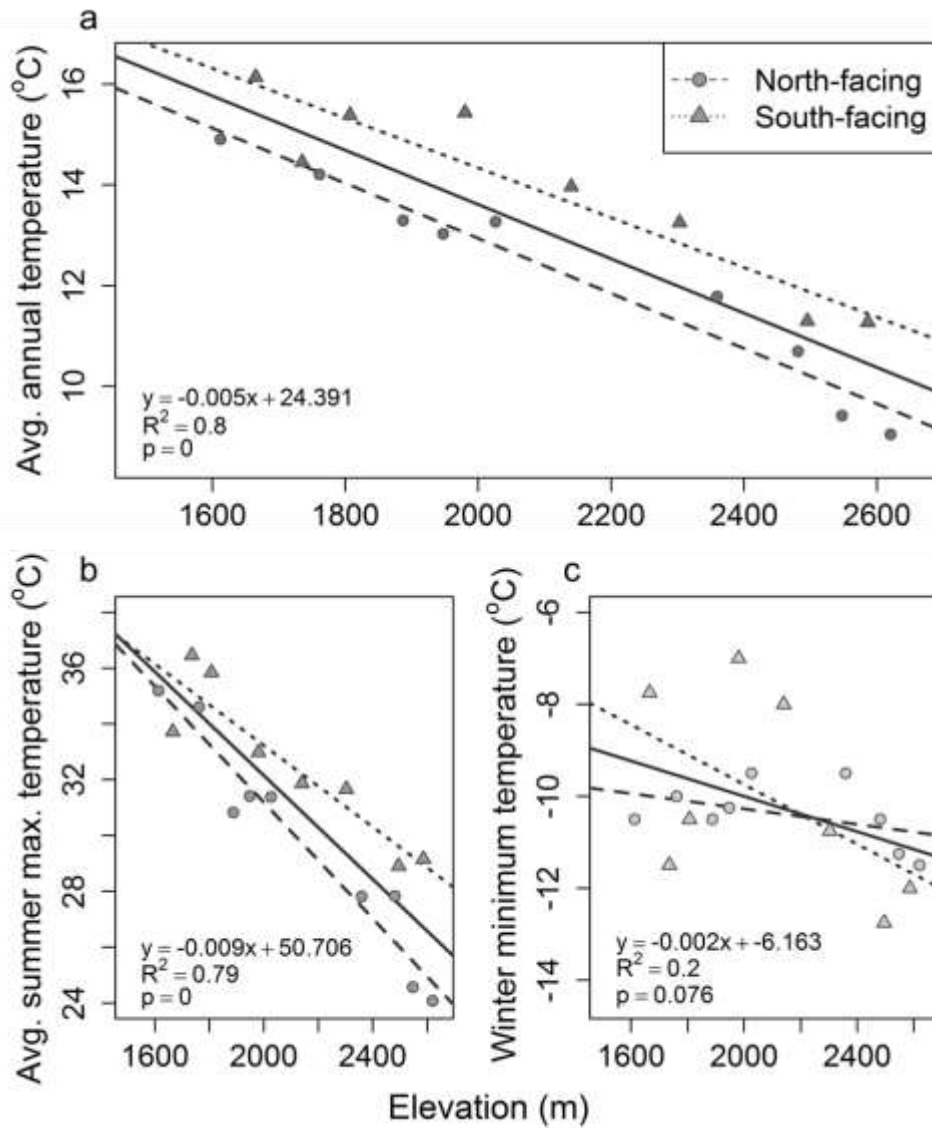 a
Avg. annual temperature (°C)
16
14
12
10
North-facing
South-facing
y = -0.005x + 24.391
R² = 0.8
p = 0
1600 1800 2000 2200 2400 2600
b
Avg. summer max. temperature (°C)
36
32
28
24
y = -0.009x + 50.706
R² = 0.79
p = 0
1600 2000 2400
c
Winter minimum temperature (°C)
-6
-8
-10
-12
-14
y = -0.002x + -6.163
R² = 0.2
p = 0.076
1600 2000 2400
Elevation (m)